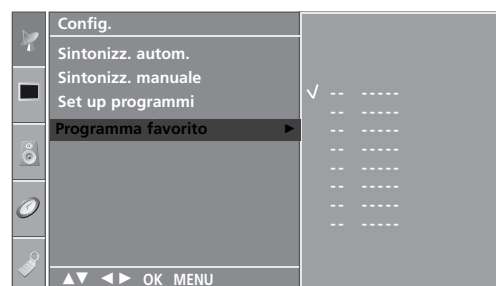 Config.
Sintonizz. autom.
Sintonizz. manuale
Set up programmi
Programma favorito ►
√ -- -----
-- -----
-- -----
-- -----
-- -----
-- -----
-- -----
-- -----
▲▼ ◄► OK MENU